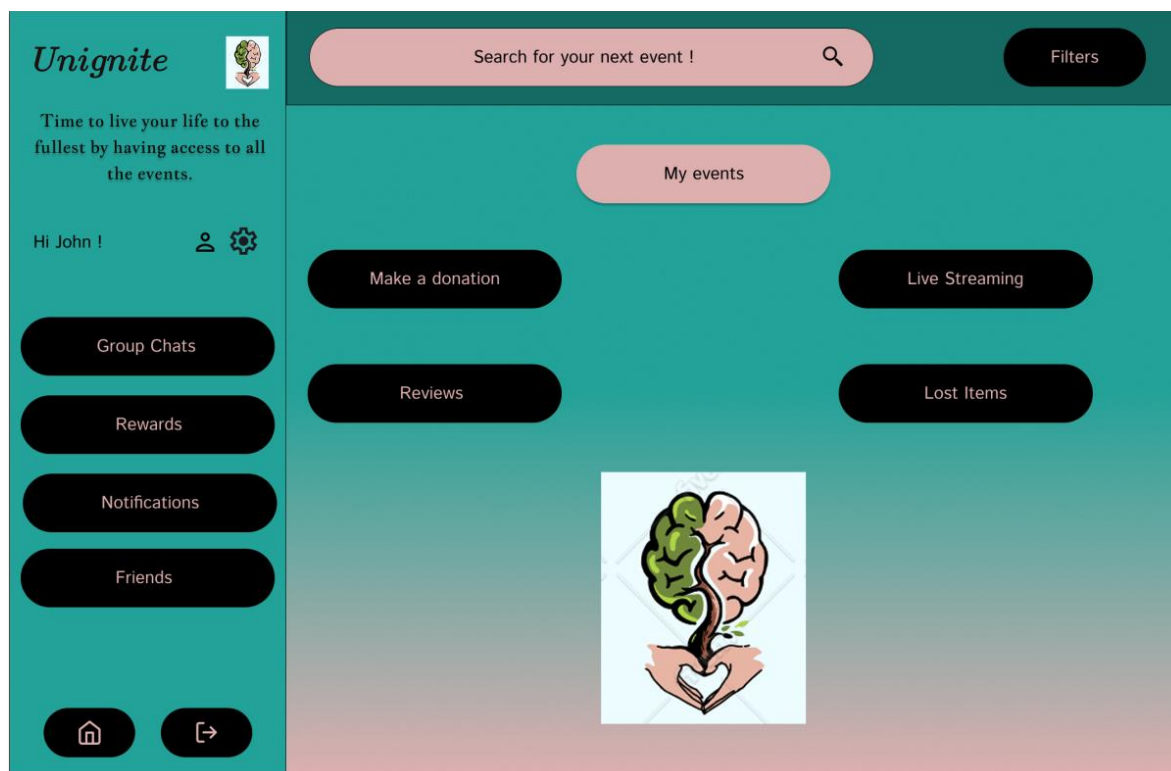 Unignite
Time to live your life to the
fullest by having access to all
the events.
Hi John !
Group Chats
Rewards
Notifications
Friends
Search for your next event !
Filters
My events
Make a donation
Live Streaming
Reviews
Lost Items